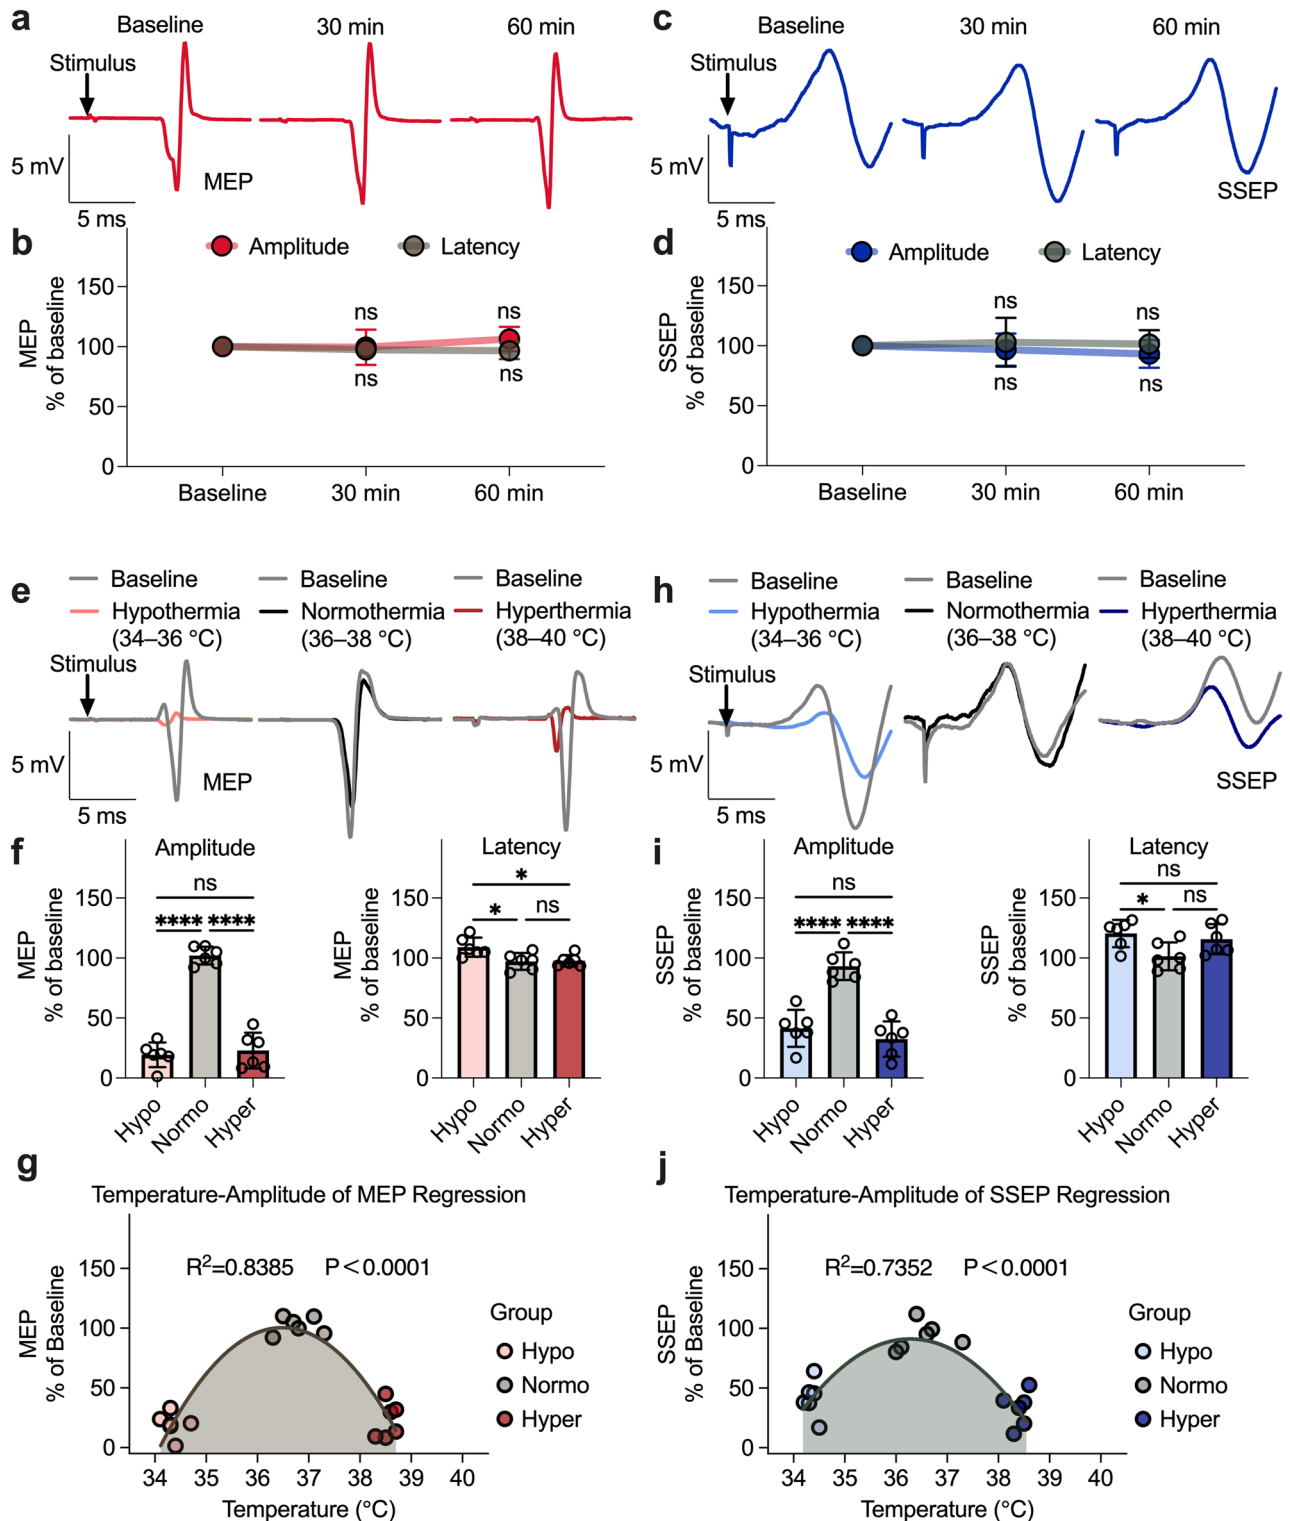 a
Baseline
30 min
60 min
Stimulus
5 mV
MEP
5 ms
c
Baseline
30 min
60 min
Stimulus
5 mV
SSEP
5 ms
b
Amplitude
Latency
MEP
% of baseline
150
100
50
0
ns
ns
ns
ns
Baseline
30 min
60 min
d
Amplitude
Latency
SSEP
% of baseline
150
100
50
0
ns
ns
ns
ns
Baseline
30 min
60 min
e
Baseline
Hypothermia
(34–36 °C)
Baseline
Normothermia
(36–38 °C)
Baseline
Hyperthermia
(38–40 °C)
Stimulus
5 mV
MEP
5 ms
h
Baseline
Hypothermia
(34–36 °C)
Baseline
Normothermia
(36–38 °C)
Baseline
Hyperthermia
(38–40 °C)
Stimulus
5 mV
SSEP
5 ms
f
Amplitude
MEP
% of baseline
150
100
50
0
ns
**** ****
Hypo
Normo
Hyper
Latency
MEP
% of baseline
150
100
50
0
*
* ns
Hypo
Normo
Hyper
i
Amplitude
SSEP
% of baseline
150
100
50
0
ns
**** ****
Hypo
Normo
Hyper
Latency
SSEP
% of baseline
150
100
50
0
ns
* ns
Hypo
Normo
Hyper
g
Temperature-Amplitude of MEP Regression
R²=0.8385 P<0.0001
MEP
% of Baseline
150
100
50
0
34 35 36 37 38 39 40
Temperature (°C)
Group
Hypo
Normo
Hyper
j
Temperature-Amplitude of SSEP Regression
R²=0.7352 P<0.0001
SSEP
% of Baseline
150
100
50
0
34 35 36 37 38 39 40
Temperature (°C)
Group
Hypo
Normo
Hyper